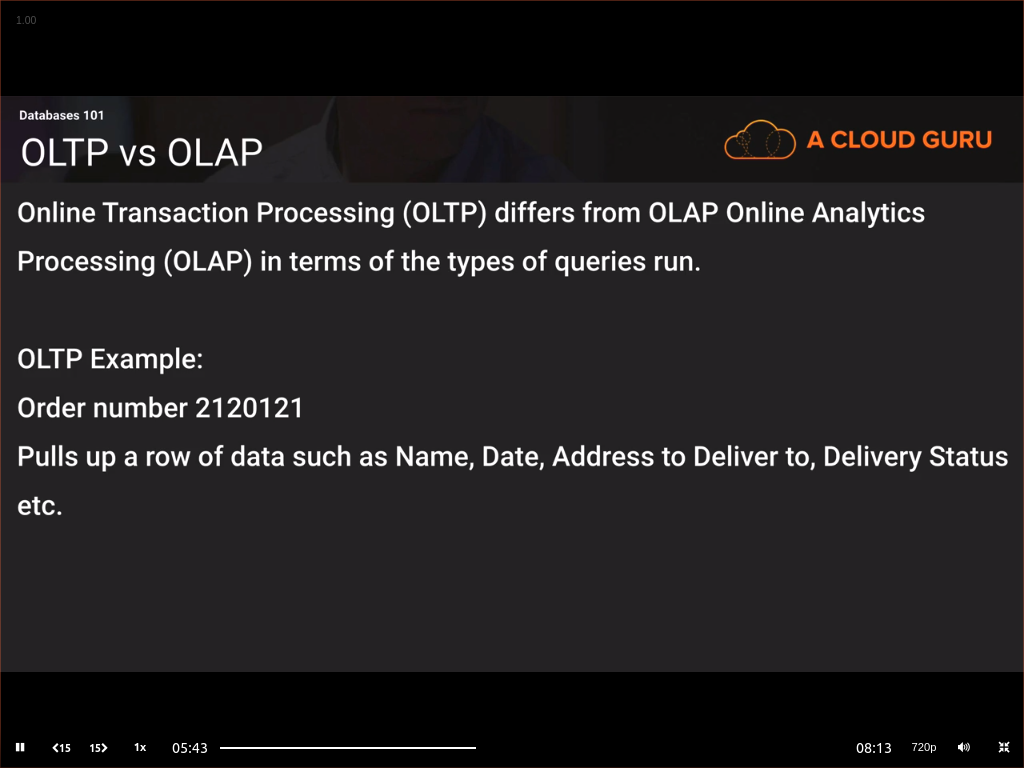 1.00
Databases 101
OLTP vs OLAP
A CLOUD GURU
Online Transaction Processing (OLTP) differs from OLAP Online Analytics
Processing (OLAP) in terms of the types of queries run.
OLTP Example:
Order number 2120121
Pulls up a row of data such as Name, Date, Address to Deliver to, Delivery Status
etc.
15 15 1x 05:43 08:13 720p